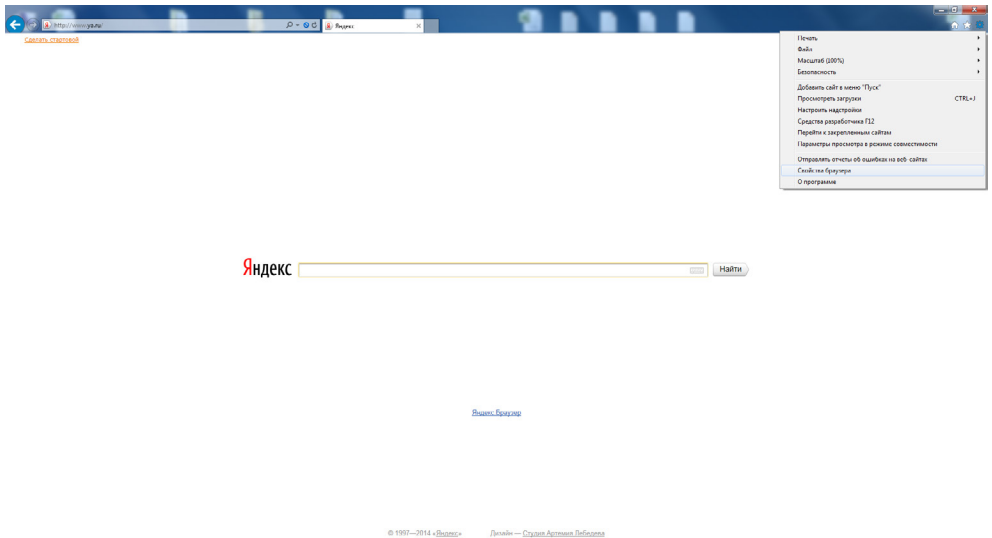 http://www.ya.ru/
Яндекс
Сделать стартовой
Печать
Файл
Масштаб (100%)
Безопасность
Добавить сайт в меню "Пуск"
Просмотреть загрузки CTRL+J
Настроить надстройки
Средства разработчика F12
Перейти к закрепленным сайтам
Параметры просмотра в режиме совместимости
Отправлять отчеты об ошибках на веб-сайтах
Свойства браузера
О программе
Яндекс Найти
Яндекс.Браузер
© 1997—2014 «Яндекс» Дизайн — Студия Артемия Лебедева